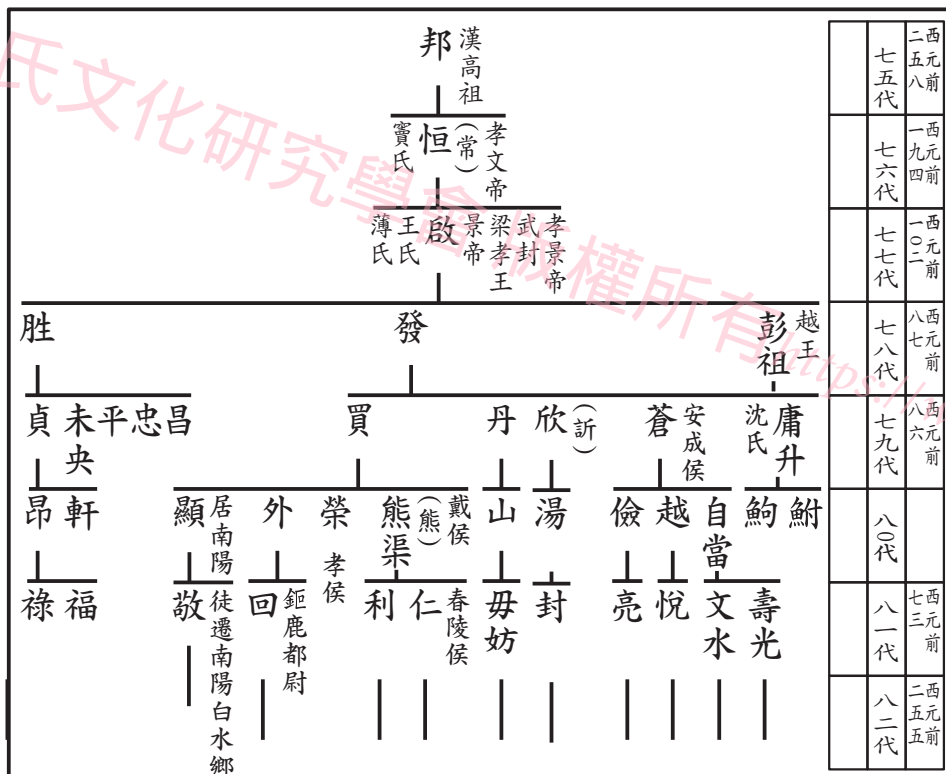 西元前二五八
七五代
漢高祖
邦
西元前一九四
七六代
孝文帝
(常)
恒
竇氏
西元前一0二
七七代
孝景帝
武封
梁孝王
景帝
啟
王氏
薄氏
西元前八七
七八代
越王
彭祖
發
胜
西元前八六
七九代
庸升
沈氏
安成侯
蒼
(訢)
欣
丹
買
昌
忠
平
未央
貞
八0代
鮒
鮈
自當
越
儉
湯
山
戴侯
(熊)
熊渠
榮 孝侯
外
居南陽
顯
軒
昂
西元前七三
八一代
壽光
文水
悅
亮
封
毋妨
春陵侯
仁
利
鉅鹿都尉
回
徒遷南陽白水鄉
敬
福
祿
西元前二五五
八二代
氏文化研究學會 版權所有 https://w